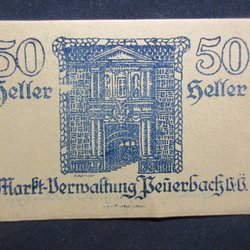 50 50
Heller Heller
Markt-Verwaltung Peuerbach o.ö.